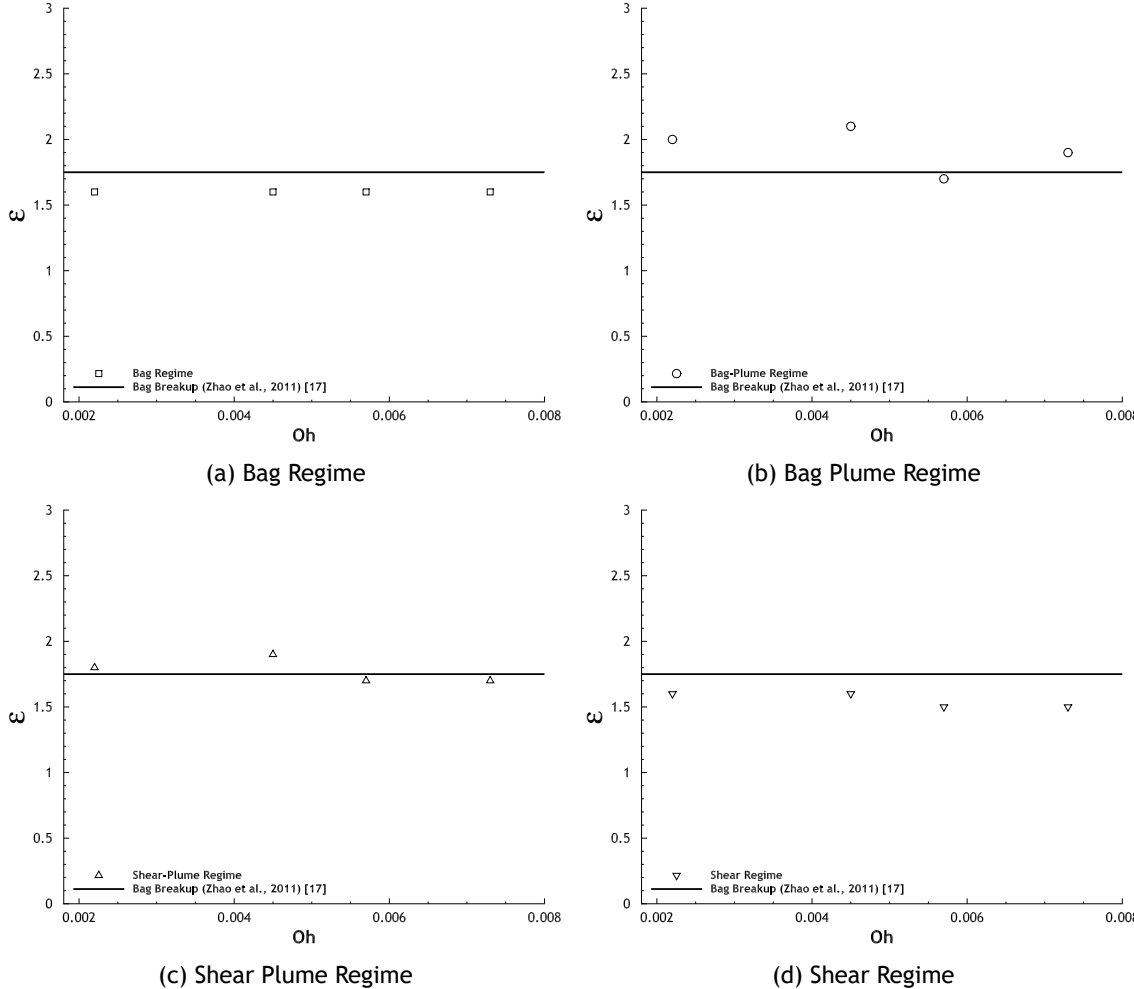 3
2.5
2
1.5
1
0.5
0
ε
Bag Regime
Bag Breakup (Zhao et al., 2011) [17]
0.002 0.004 0.006 0.008
Oh
(a) Bag Regime
3
2.5
2
1.5
1
0.5
0
ε
Bag-Plume Regime
Bag Breakup (Zhao et al., 2011) [17]
0.002 0.004 0.006 0.008
Oh
(b) Bag Plume Regime
3
2.5
2
1.5
1
0.5
0
ε
Shear-Plume Regime
Bag Breakup (Zhao et al., 2011) [17]
0.002 0.004 0.006 0.008
Oh
(c) Shear Plume Regime
3
2.5
2
1.5
1
0.5
0
ε
Shear Regime
Bag Breakup (Zhao et al., 2011) [17]
0.002 0.004 0.006 0.008
Oh
(d) Shear Regime